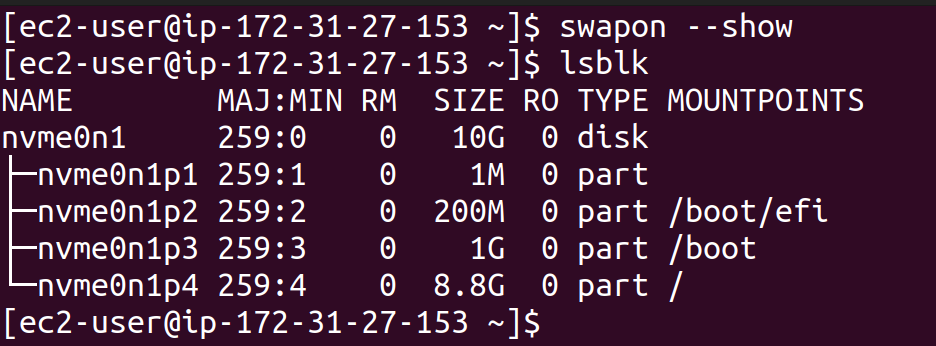 [ec2-user@ip-172-31-27-153 ~]$ swapon --show
[ec2-user@ip-172-31-27-153 ~]$ lsblk
NAME        MAJ:MIN RM  SIZE RO TYPE MOUNTPOINTS
nvme0n1     259:0    0   10G  0 disk
├─nvme0n1p1 259:1    0    1M  0 part
├─nvme0n1p2 259:2    0  200M  0 part /boot/efi
├─nvme0n1p3 259:3    0    1G  0 part /boot
└─nvme0n1p4 259:4    0  8.8G  0 part /
[ec2-user@ip-172-31-27-153 ~]$